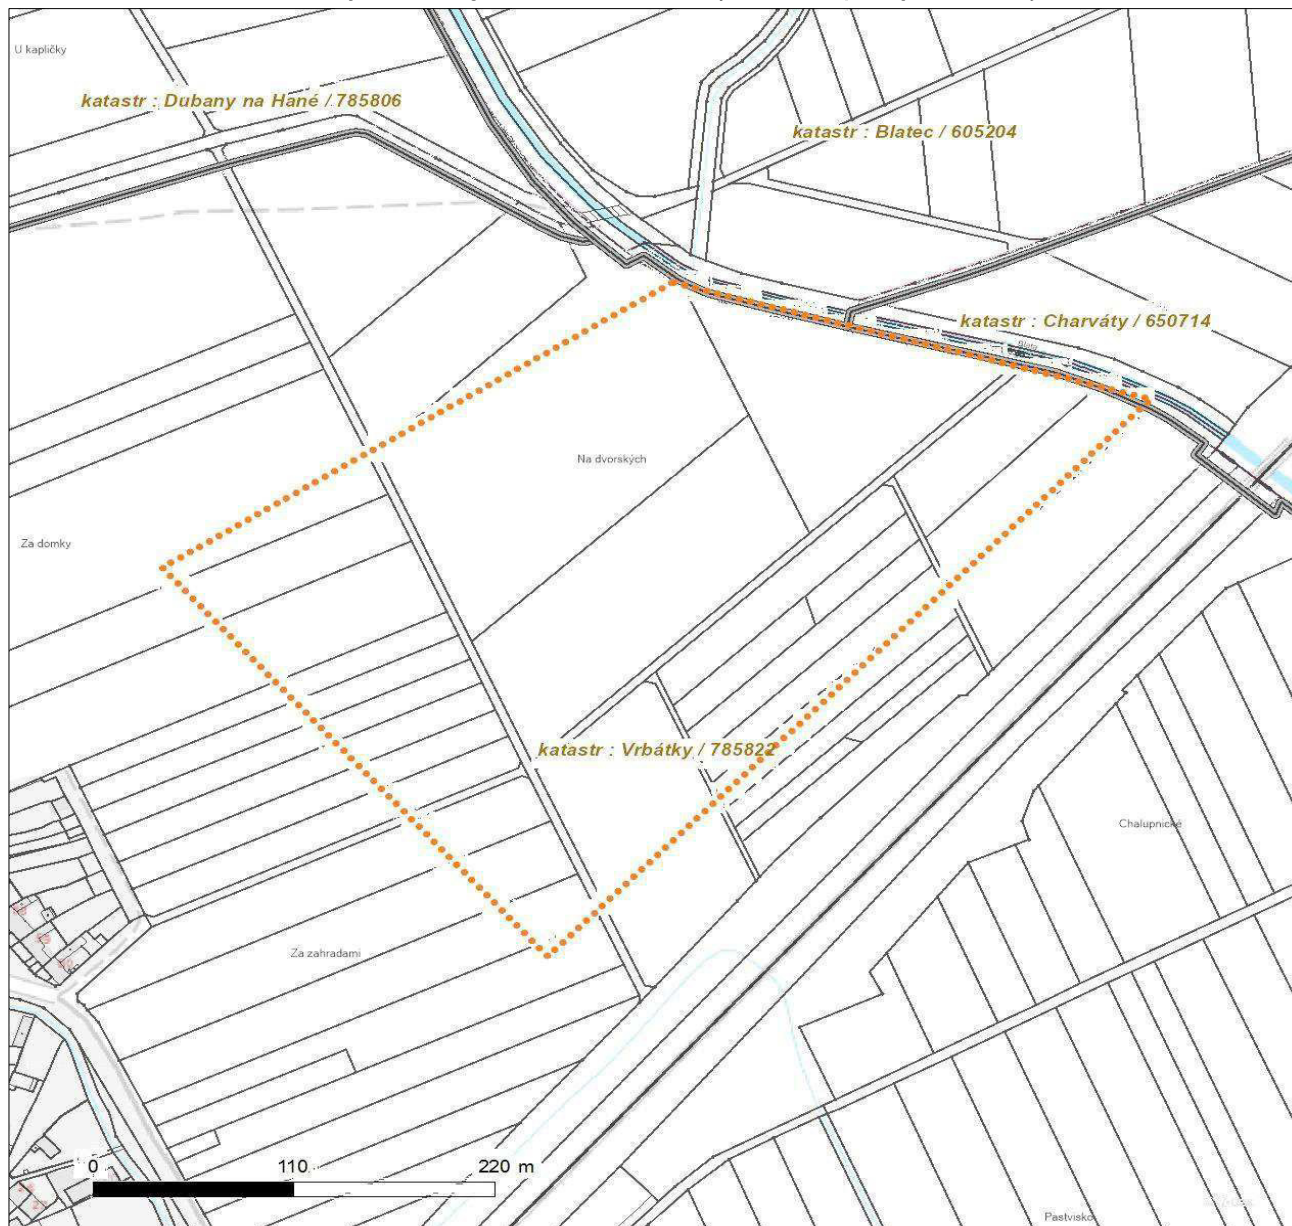 U kapličky
katastr : Dubany na Hané / 785806
katastr : Blatec / 605204
katastr : Charváty / 650714
Blata
Na dvorských
Za domky
katastr : Vrbátky / 785822
Chalupnické
Za zahradami
0 110 220 m
Pastvisko